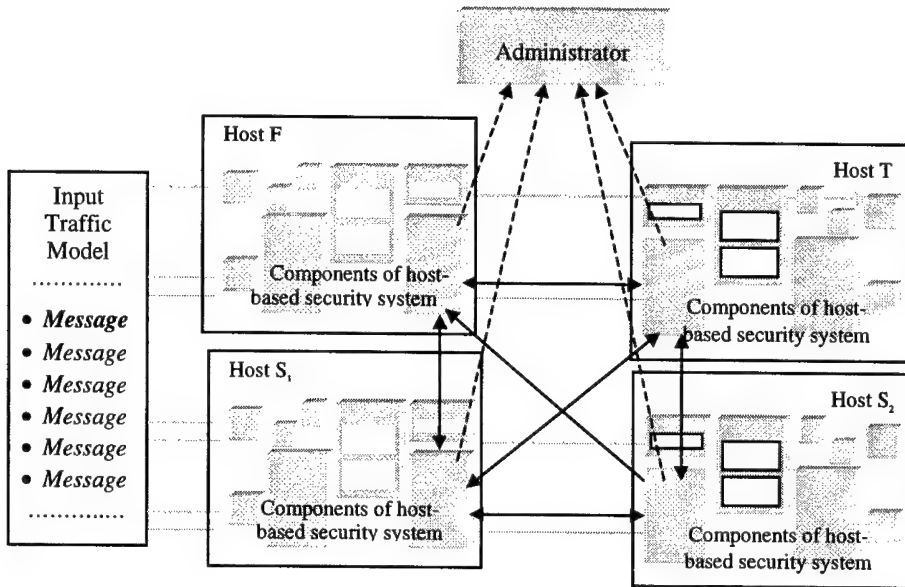 Administrator
Host F
Components of host-
based security system
Host T
Components of host-
based security system
Input
Traffic
Model
...............
• Message
• Message
• Message
• Message
• Message
• Message
...............
Host S1
Components of host-
based security system
Host S2
Components of host-
based security system